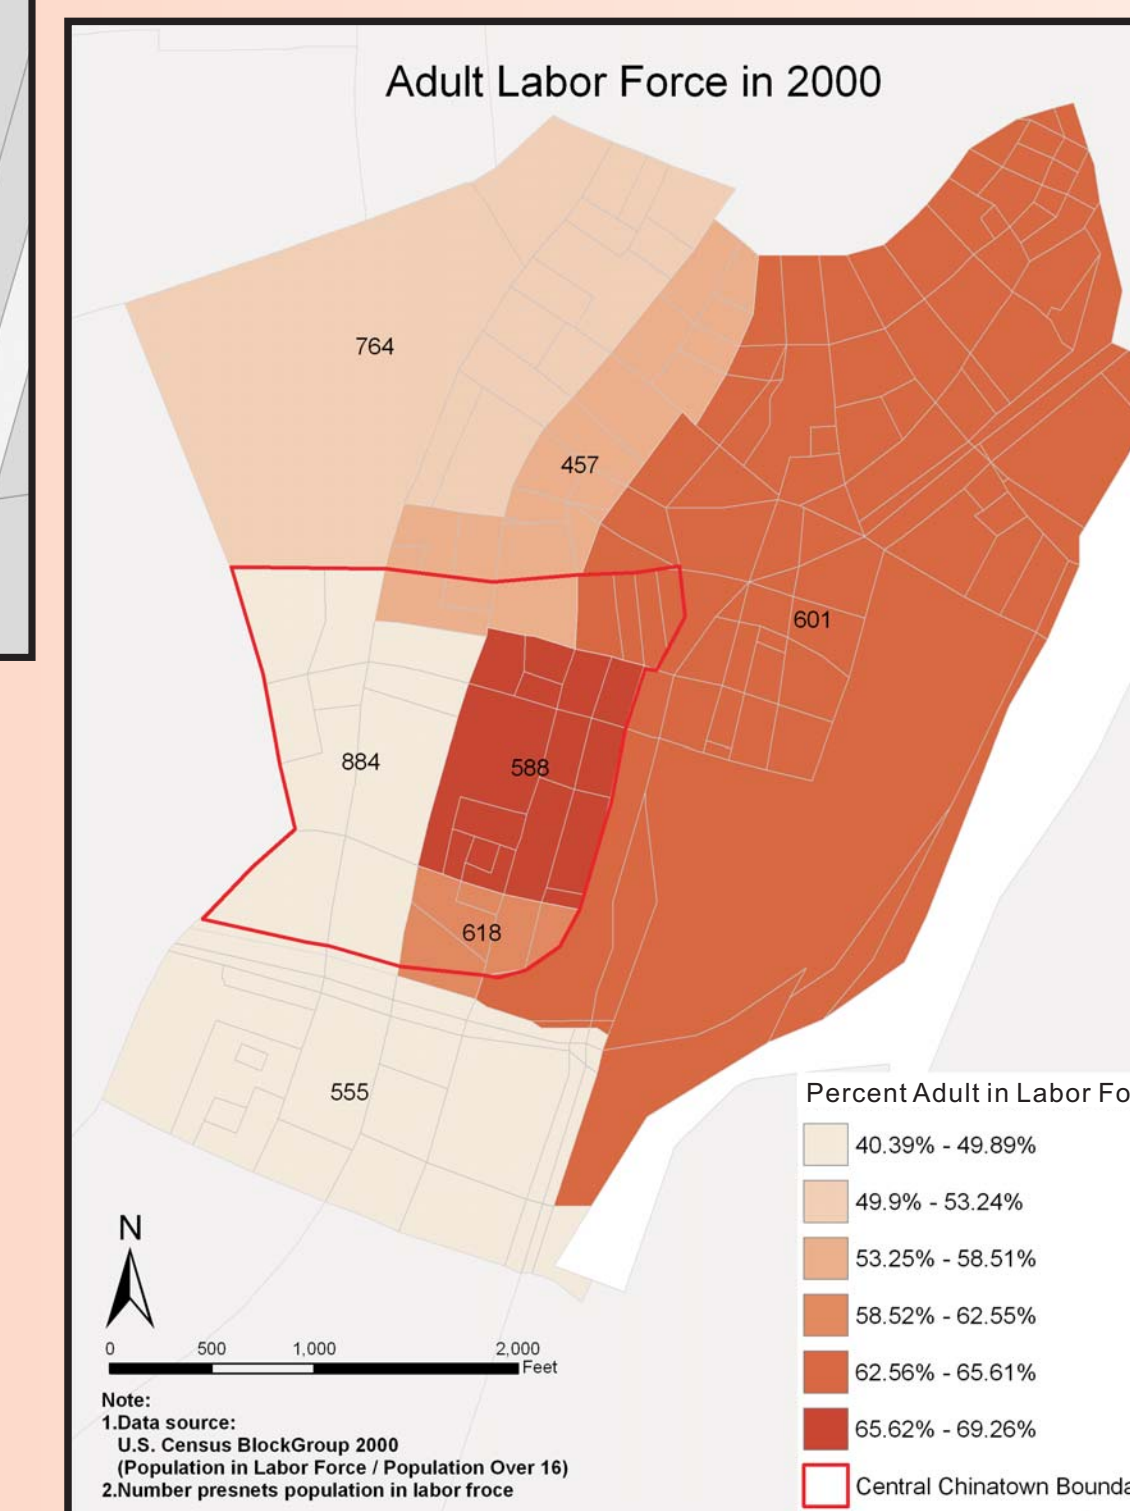 Adult Labor Force in 2000
764
457
601
884
588
618
555
Percent Adult in Labor Fo
40.39% - 49.89%
49.9% - 53.24%
53.25% - 58.51%
58.52% - 62.55%
62.56% - 65.61%
65.62% - 69.26%
Central Chinatown Bounda
N
0 500 1,000 2,000
Feet
Note:
1.Data source:
U.S. Census BlockGroup 2000
(Population in Labor Force / Population Over 16)
2.Number presnets population in labor froce